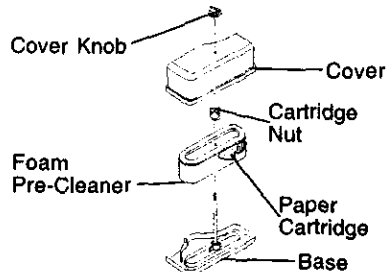 Cover Knob
Cover
Cartridge
Nut
Foam
Pre-Cleaner
Paper
Cartridge
Base